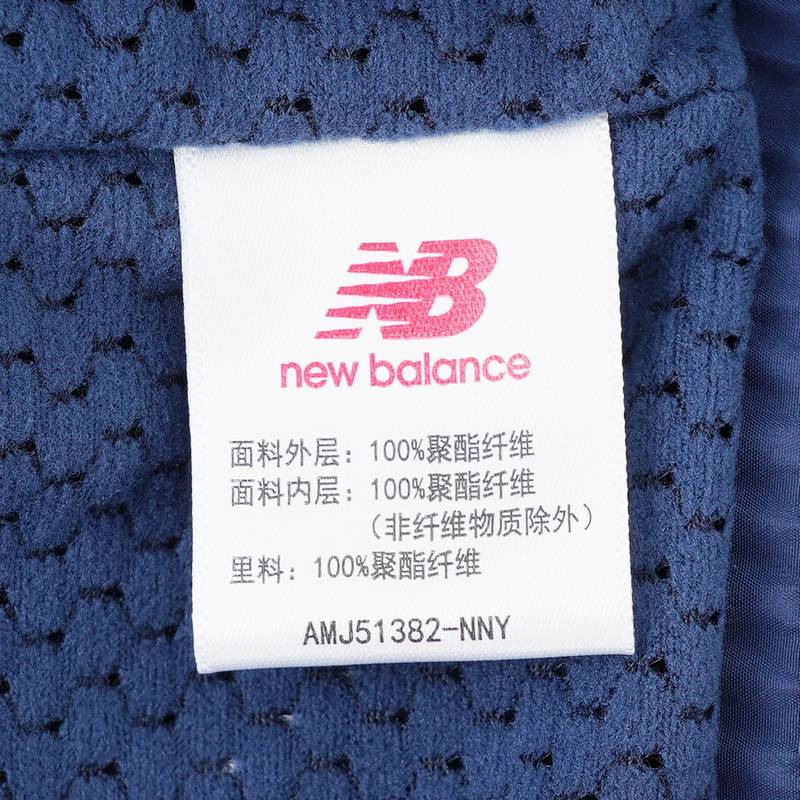 NB
new balance
面料外层：100%聚酯纤维
面料内层：100%聚酯纤维
（非纤维物质除外）
里料：100%聚酯纤维
AMJ51382-NNY